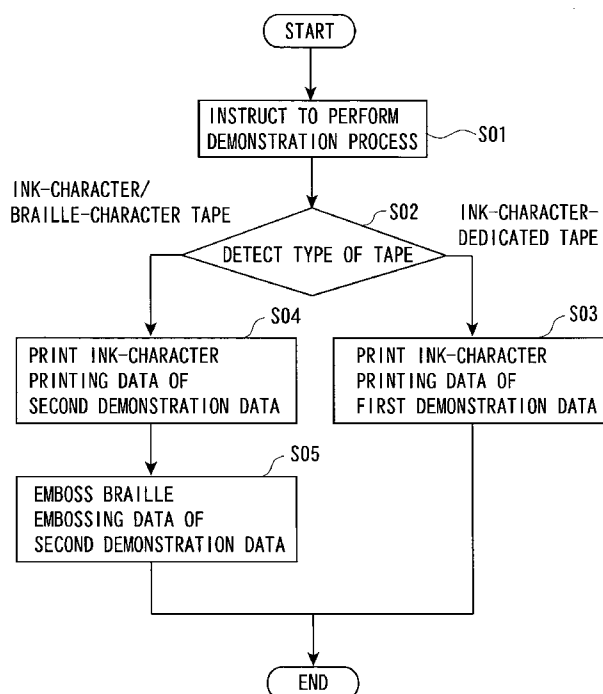 START
INSTRUCT TO PERFORM
DEMONSTRATION PROCESS
S01
INK-CHARACTER/
BRAILLE-CHARACTER TAPE
S02
INK-CHARACTER-
DEDICATED TAPE
DETECT TYPE OF TAPE
S04
PRINT INK-CHARACTER
PRINTING DATA OF
SECOND DEMONSTRATION DATA
S03
PRINT INK-CHARACTER
PRINTING DATA OF
FIRST DEMONSTRATION DATA
S05
EMBOSS BRAILLE
EMBOSSING DATA OF
SECOND DEMONSTRATION DATA
END